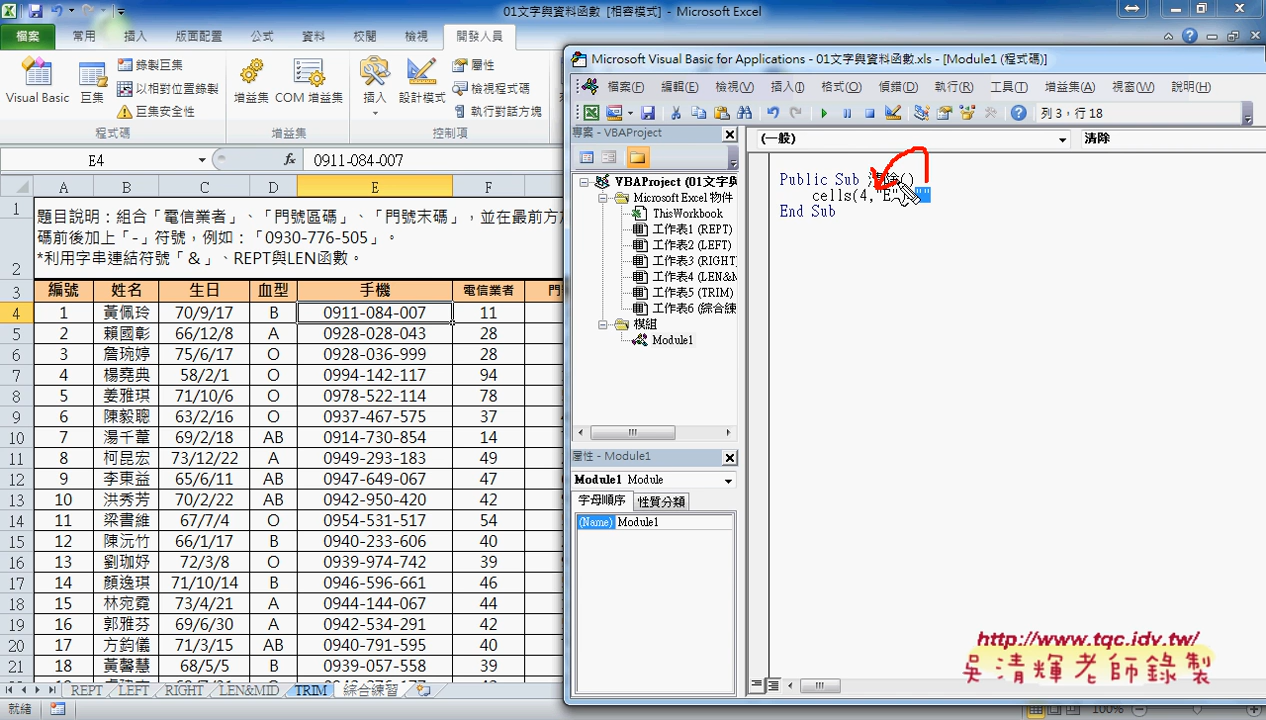 01文字與資料函數 [相容模式] - Microsoft Excel
檔案 常用 插入 版面配置 公式 資料 校閱 檢視 開發人員
Visual Basic 巨集 錄製巨集 以相對位置錄製 巨集安全性 增益集 COM 增益集 插入 設計模式 屬性 檢視程式碼 執行對話方塊
程式碼 增益集 控制項
E4 fx 0911-084-007
A B C D E F
題目說明：組合「電信業者」、「門號區碼」、「門號末碼」，並在最前方加
碼前後加上「-」符號，例如：「0930-776-505」。
*利用字串連結符號「&」、REPT與LEN函數。
編號 姓名 生日 血型 手機 電信業者 門
4 1 黃佩玲 70/9/17 B 0911-084-007 11
5 2 賴國彰 66/12/8 A 0928-028-043 28
6 3 詹琬婷 75/6/17 O 0928-036-999 28
7 4 楊堯典 58/2/1 O 0994-142-117 94
8 5 姜雅琪 71/10/6 O 0978-522-114 78
9 6 陳毅聰 63/2/16 O 0937-467-575 37
10 7 湯千葦 69/2/18 AB 0914-730-854 14
11 8 柯昆宏 73/12/22 A 0949-293-183 49
12 9 李東益 65/6/11 AB 0947-649-067 47
13 10 洪秀芳 70/2/22 AB 0942-950-420 42
14 11 梁書維 67/7/4 O 0954-531-517 54
15 12 陳沅竹 66/1/17 B 0940-233-606 40
16 13 劉珈妤 72/3/8 O 0939-974-742 39
17 14 顏逸琪 71/10/14 B 0946-596-661 46
18 15 林宛霓 73/4/21 A 0944-144-067 44
19 16 郭雅芬 69/6/30 A 0942-534-291 42
20 17 方鈞儀 71/3/15 AB 0940-791-595 40
21 18 黃馨慧 68/5/5 B 0939-057-558 39
REPT LEFT RIGHT LEN&MID TRIM 綜合練習
就緒 100%
Microsoft Visual Basic for Applications - 01文字與資料函數.xls - [Module1 (程式碼)]
檔案(F) 編輯(E) 檢視(V) 插入(I) 格式(O) 偵錯(D) 執行(R) 工具(T) 增益集(A) 視窗(W) 說明(H)
列 3，行 18
專案 - VBAProject
VBAProject (01文字與
Microsoft Excel 物件
ThisWorkbook
工作表1 (REPT)
工作表2 (LEFT)
工作表3 (RIGHT)
工作表4 (LEN&M
工作表5 (TRIM)
工作表6 (綜合練
模組
Module1
屬性 - Module1
Module1 Module
字母順序 性質分類
(Name) Module1
(一般) 清除
Public Sub 清除()
cells(4,"E")=""
End Sub
http://www.tqc.idv.tw/
吳清輝老師錄製